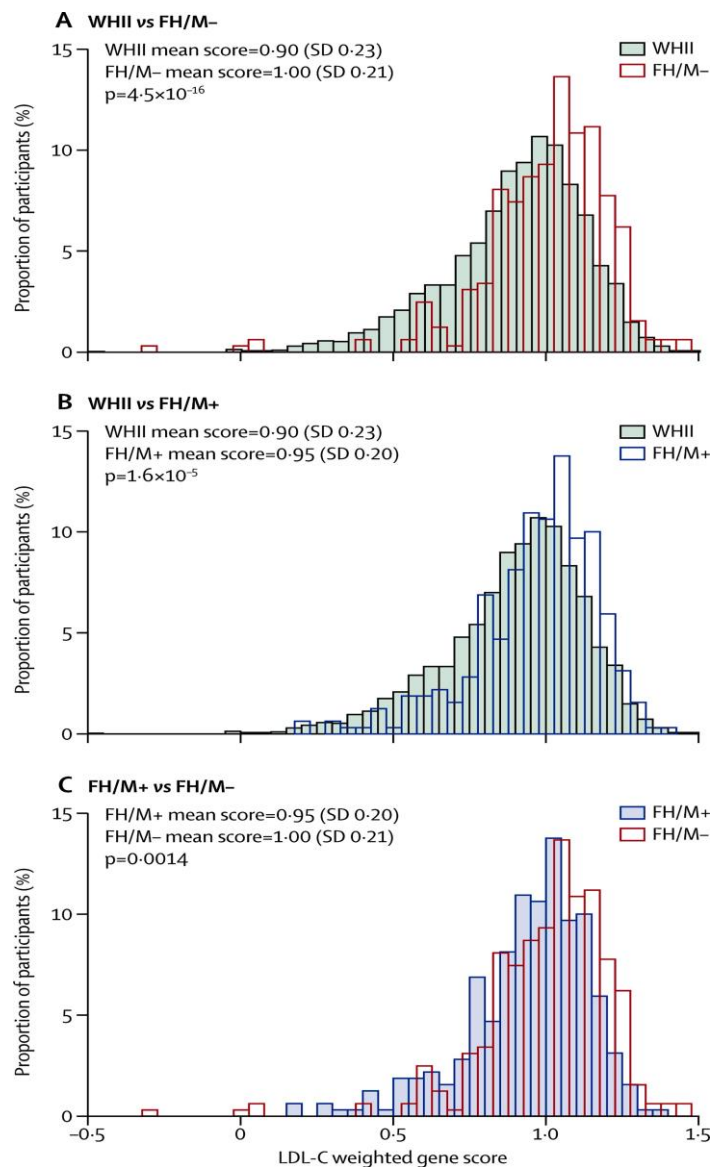 A WHII vs FH/M–
WHII mean score=0·90 (SD 0·23)
FH/M– mean score=1·00 (SD 0·21)
p=4·5×10⁻¹⁶
WHII
FH/M–
15
10
5
0
Proportion of participants (%)
B WHII vs FH/M+
WHII mean score=0·90 (SD 0·23)
FH/M+ mean score=0·95 (SD 0·20)
p=1·6×10⁻⁵
WHII
FH/M+
15
10
5
0
Proportion of participants (%)
C FH/M+ vs FH/M–
FH/M+ mean score=0·95 (SD 0·20)
FH/M– mean score=1·00 (SD 0·21)
p=0·0014
FH/M+
FH/M–
15
10
5
0
Proportion of participants (%)
–0·5 0 0·5 1·0 1·5
LDL-C weighted gene score